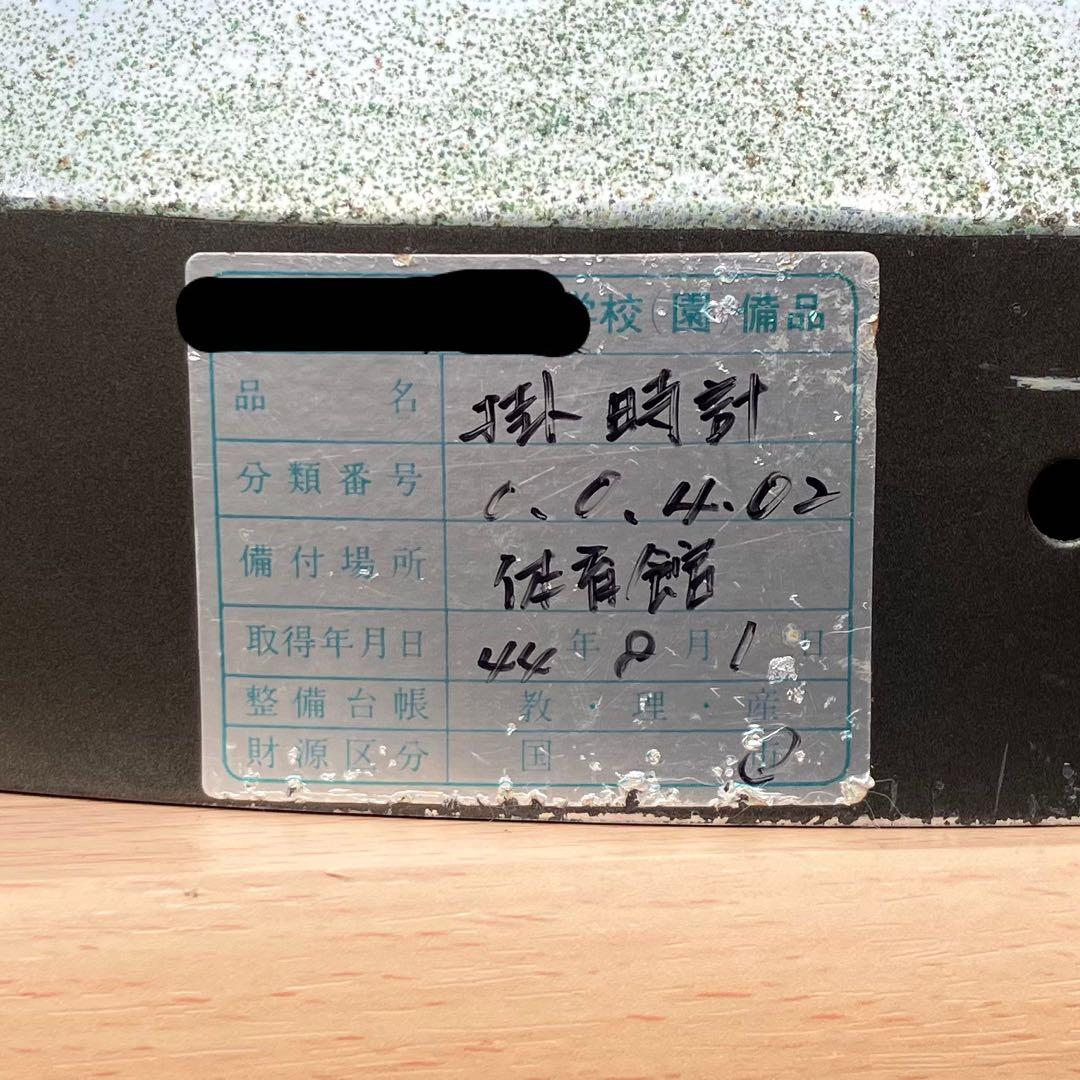 学校(園)備品
品名 掛時計
分類番号 C.0.4.02
備付場所 体育館
取得年月日 44年8月1日
整備台帳 教・理・産
財源区分 国 市